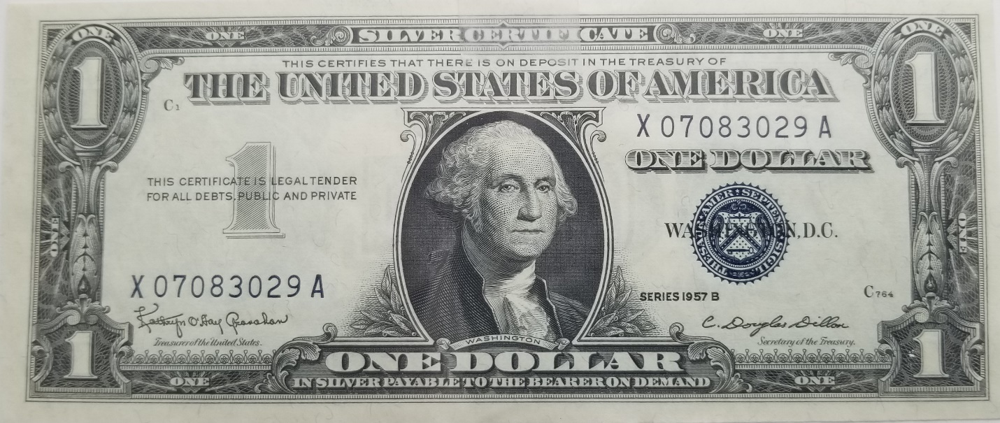 ONE ONE SILVER CERTIFICATE ONE ONE
1 1
THIS CERTIFIES THAT THERE IS ON DEPOSIT IN THE TREASURY OF
THE UNITED STATES OF AMERICA
C1
X 07083029 A
ONE DOLLAR
1
THIS CERTIFICATE IS LEGAL TENDER
FOR ALL DEBTS, PUBLIC AND PRIVATE
THESAUR. AMER. SEPTENT. SIGIL.
WASHINGTON, D.C.
ONE ONE
X 07083029 A
SERIES 1957 B
C764
Kathryn O'Hay Granahan
Treasurer of the United States.
C. Douglas Dillon
Secretary of the Treasury.
WASHINGTON
1 1
ONE DOLLAR
ONE ONE
IN SILVER PAYABLE TO THE BEARER ON DEMAND